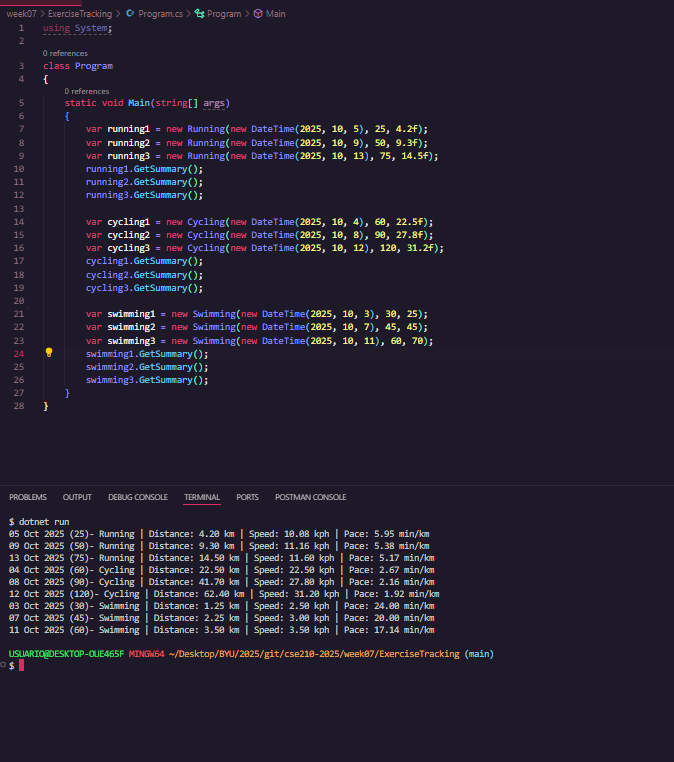 week07 > ExerciseTracking > Program.cs > Program > Main
1 using System;
2
0 references
3 class Program
4 {
0 references
5 static void Main(string[] args)
6 {
7 var running1 = new Running(new DateTime(2025, 10, 5), 25, 4.2f);
8 var running2 = new Running(new DateTime(2025, 10, 9), 50, 9.3f);
9 var running3 = new Running(new DateTime(2025, 10, 13), 75, 14.5f);
10 running1.GetSummary();
11 running2.GetSummary();
12 running3.GetSummary();
13
14 var cycling1 = new Cycling(new DateTime(2025, 10, 4), 60, 22.5f);
15 var cycling2 = new Cycling(new DateTime(2025, 10, 8), 90, 27.8f);
16 var cycling3 = new Cycling(new DateTime(2025, 10, 12), 120, 31.2f);
17 cycling1.GetSummary();
18 cycling2.GetSummary();
19 cycling3.GetSummary();
20
21 var swimming1 = new Swimming(new DateTime(2025, 10, 3), 30, 25);
22 var swimming2 = new Swimming(new DateTime(2025, 10, 7), 45, 45);
23 var swimming3 = new Swimming(new DateTime(2025, 10, 11), 60, 70);
24 swimming1.GetSummary();
25 swimming2.GetSummary();
26 swimming3.GetSummary();
27 }
28 }
PROBLEMS OUTPUT DEBUG CONSOLE TERMINAL PORTS POSTMAN CONSOLE
$ dotnet run
05 Oct 2025 (25)- Running | Distance: 4.20 km | Speed: 10.08 kph | Pace: 5.95 min/km
09 Oct 2025 (50)- Running | Distance: 9.30 km | Speed: 11.16 kph | Pace: 5.38 min/km
13 Oct 2025 (75)- Running | Distance: 14.50 km | Speed: 11.60 kph | Pace: 5.17 min/km
04 Oct 2025 (60)- Cycling | Distance: 22.50 km | Speed: 22.50 kph | Pace: 2.67 min/km
08 Oct 2025 (90)- Cycling | Distance: 41.70 km | Speed: 27.80 kph | Pace: 2.16 min/km
12 Oct 2025 (120)- Cycling | Distance: 62.40 km | Speed: 31.20 kph | Pace: 1.92 min/km
03 Oct 2025 (30)- Swimming | Distance: 1.25 km | Speed: 2.50 kph | Pace: 24.00 min/km
07 Oct 2025 (45)- Swimming | Distance: 2.25 km | Speed: 3.00 kph | Pace: 20.00 min/km
11 Oct 2025 (60)- Swimming | Distance: 3.50 km | Speed: 3.50 kph | Pace: 17.14 min/km
USUARIO@DESKTOP-OUE465F MINGW64 ~/Desktop/BYU/2025/git/cse210-2025/week07/ExerciseTracking (main)
$